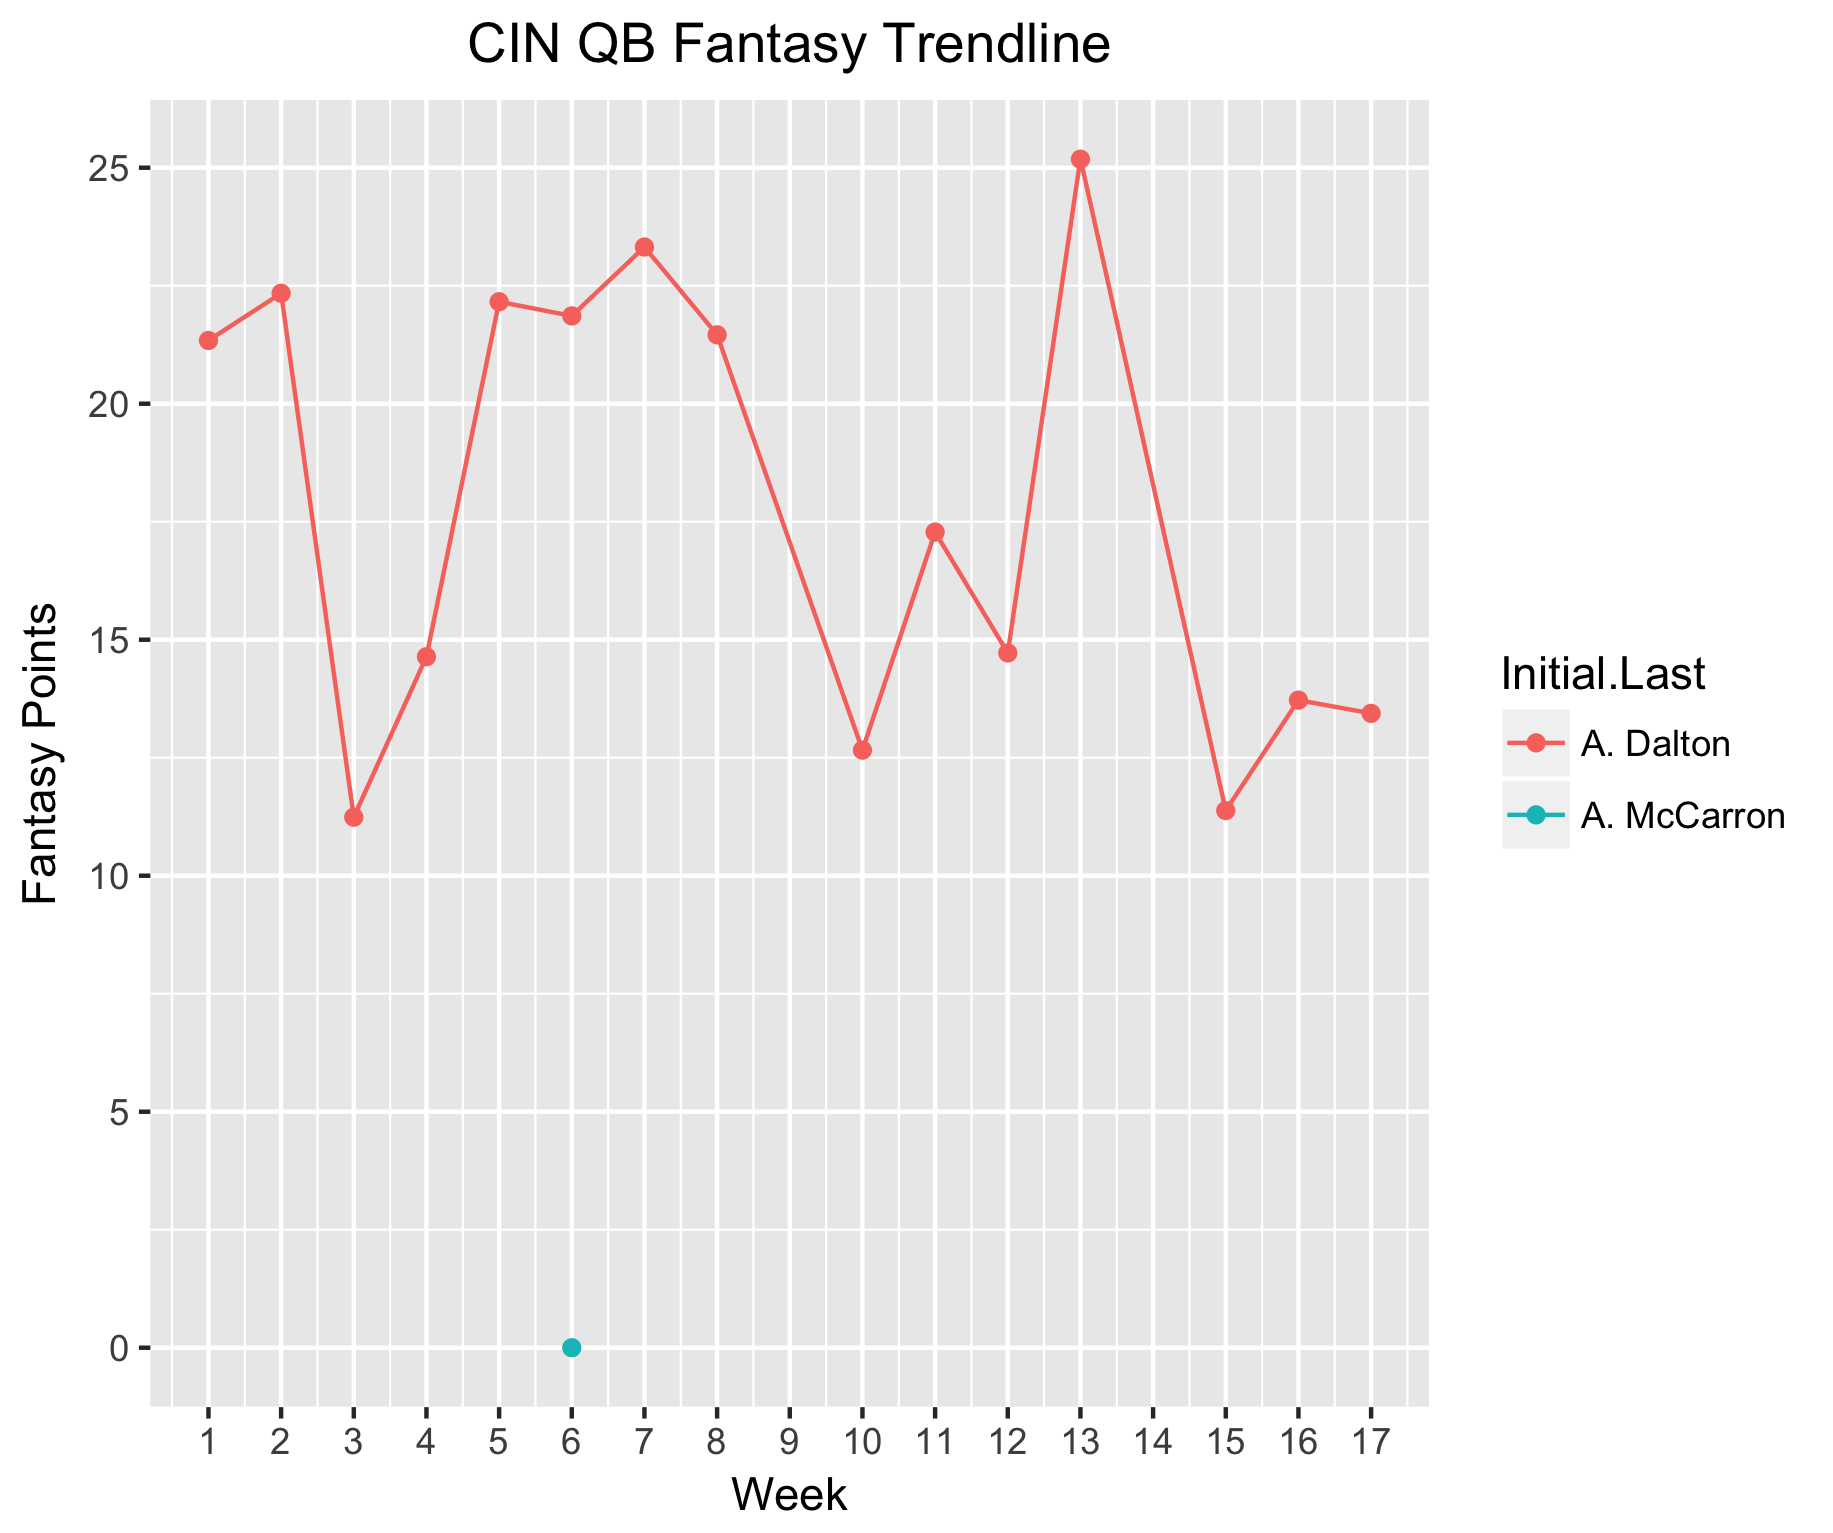 CIN QB Fantasy Trendline
Fantasy Points
25
20
15
10
5
0
1 2 3 4 5 6 7 8 9 10 11 12 13 14 15 16 17
Week
Initial.Last
A. Dalton
A. McCarron